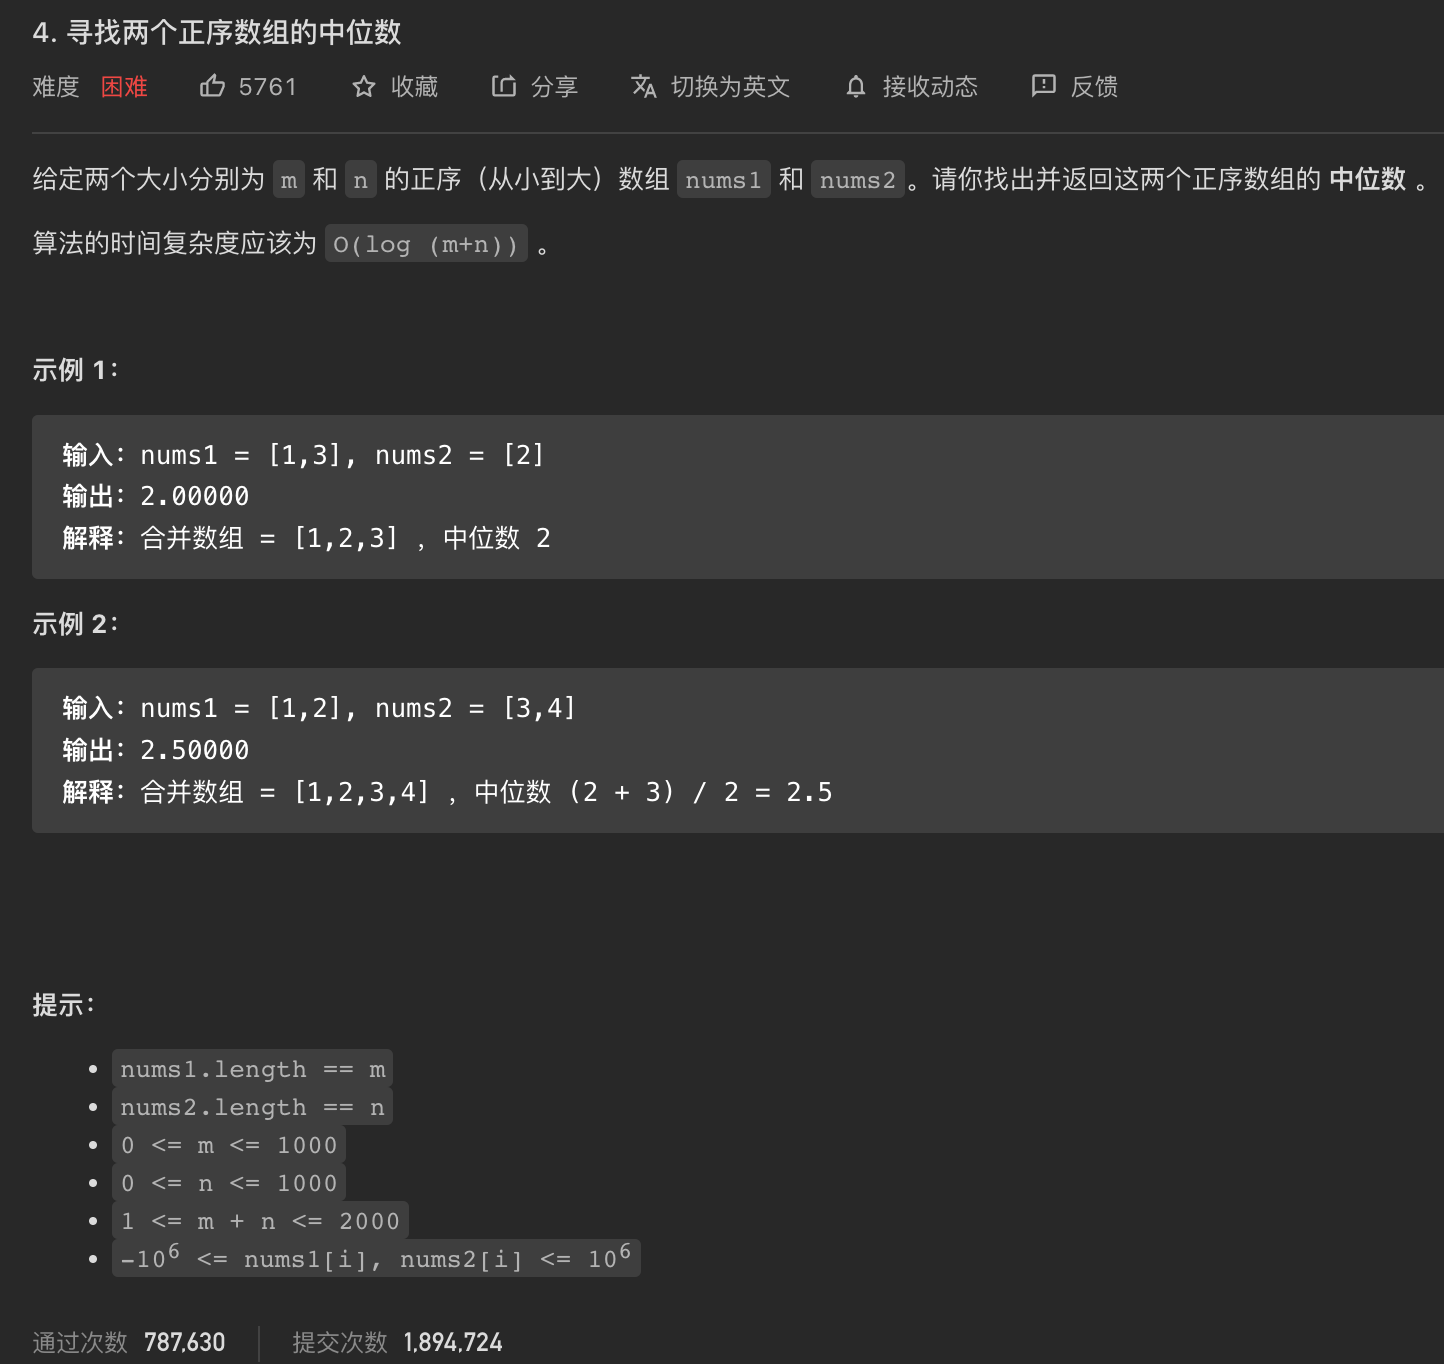 4. 寻找两个正序数组的中位数
难度 困难 5761 收藏 分享 切换为英文 接收动态 反馈
给定两个大小分别为 m 和 n 的正序（从小到大）数组 nums1 和 nums2。请你找出并返回这两个正序数组的 中位数 。
算法的时间复杂度应该为 O(log (m+n)) 。
示例 1：
输入：nums1 = [1,3], nums2 = [2]
输出：2.00000
解释：合并数组 = [1,2,3] ，中位数 2
示例 2：
输入：nums1 = [1,2], nums2 = [3,4]
输出：2.50000
解释：合并数组 = [1,2,3,4] ，中位数 (2 + 3) / 2 = 2.5
提示：
• nums1.length == m
• nums2.length == n
• 0 <= m <= 1000
• 0 <= n <= 1000
• 1 <= m + n <= 2000
• -10⁶ <= nums1[i], nums2[i] <= 10⁶
通过次数 787,630 提交次数 1,894,724